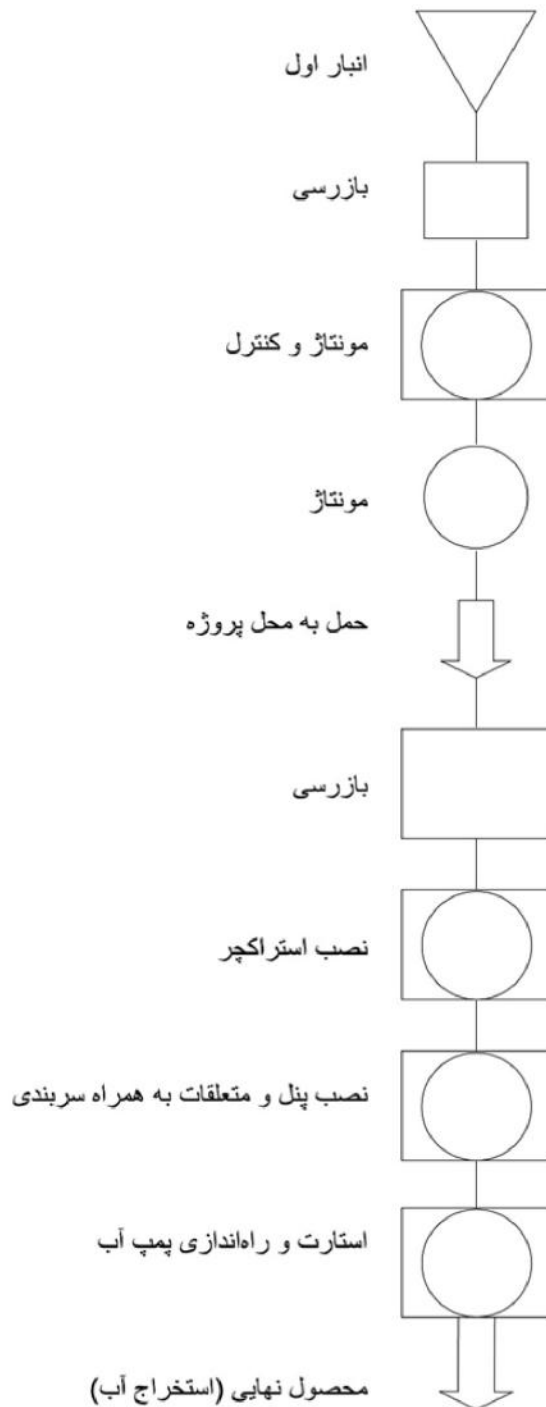 انبار اول
بازرسی
مونتاژ و کنترل
مونتاژ
حمل به محل پروژه
بازرسی
نصب استراکچر
نصب پنل و متعلقات به همراه سربندی
استارت و راه‌اندازی پمپ آب
محصول نهایی (استخراج آب)